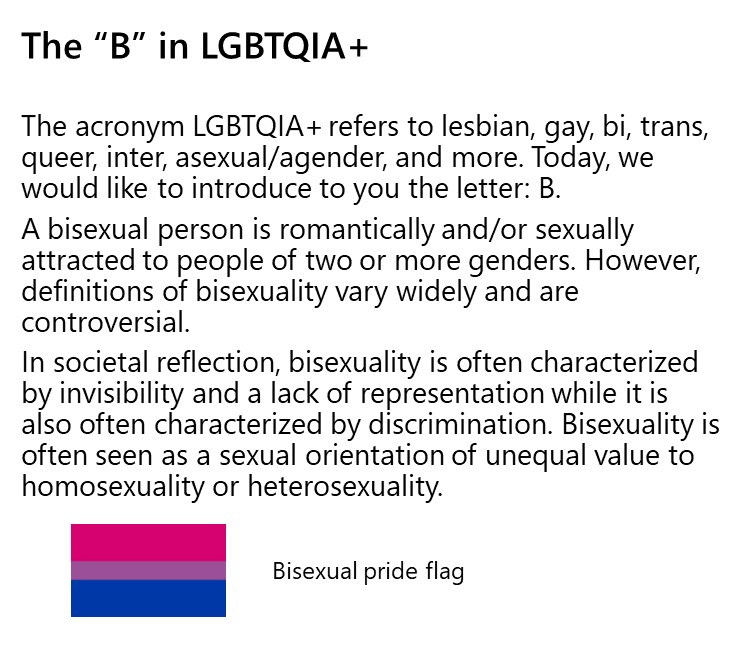 The “B” in LGBTQIA+
The acronym LGBTQIA+ refers to lesbian, gay, bi, trans,
queer, inter, asexual/agender, and more. Today, we
would like to introduce to you the letter: B.
A bisexual person is romantically and/or sexually
attracted to people of two or more genders. However,
definitions of bisexuality vary widely and are
controversial.
In societal reflection, bisexuality is often characterized
by invisibility and a lack of representation while it is
also often characterized by discrimination. Bisexuality is
often seen as a sexual orientation of unequal value to
homosexuality or heterosexuality.
Bisexual pride flag